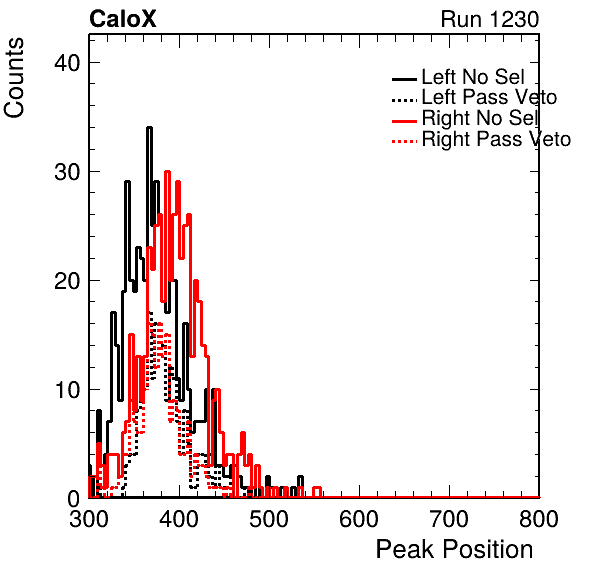 CaloX
Run 1230
Counts
40
30
20
10
0
Left No Sel
Left Pass Veto
Right No Sel
Right Pass Veto
300 400 500 600 700 800
Peak Position